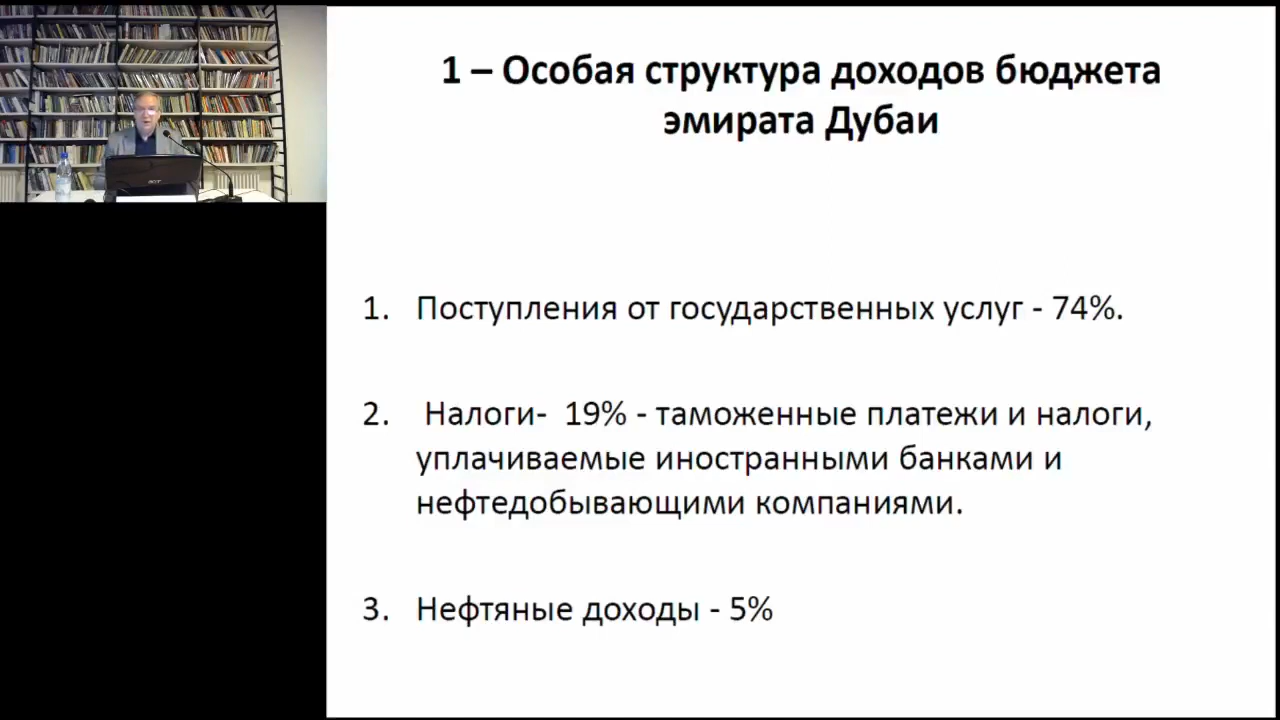 1 – Особая структура доходов бюджета
эмирата Дубаи
1. Поступления от государственных услуг - 74%.
2. Налоги- 19% - таможенные платежи и налоги,
уплачиваемые иностранными банками и
нефтедобывающими компаниями.
3. Нефтяные доходы - 5%
acer